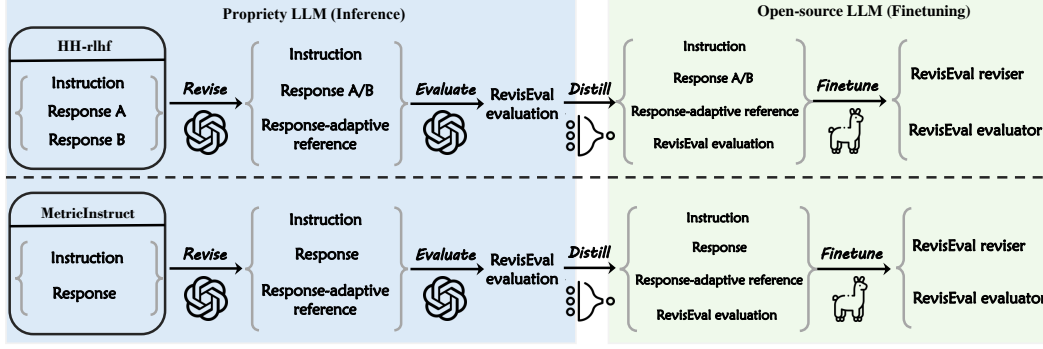 Propriety LLM (Inference)
Open-source LLM (Finetuning)
HH-rlhf
Instruction
Response A
Response B
Revise
Instruction
Response A/B
Response-adaptive
reference
Evaluate
RevisEval
evaluation
Distill
Instruction
Response A/B
Response-adaptive reference
RevisEval evaluation
Finetune
RevisEval reviser
RevisEval evaluator
MetricInstruct
Instruction
Response
Revise
Instruction
Response
Response-adaptive
reference
Evaluate
RevisEval
evaluation
Distill
Instruction
Response
Response-adaptive reference
RevisEval evaluation
Finetune
RevisEval reviser
RevisEval evaluator